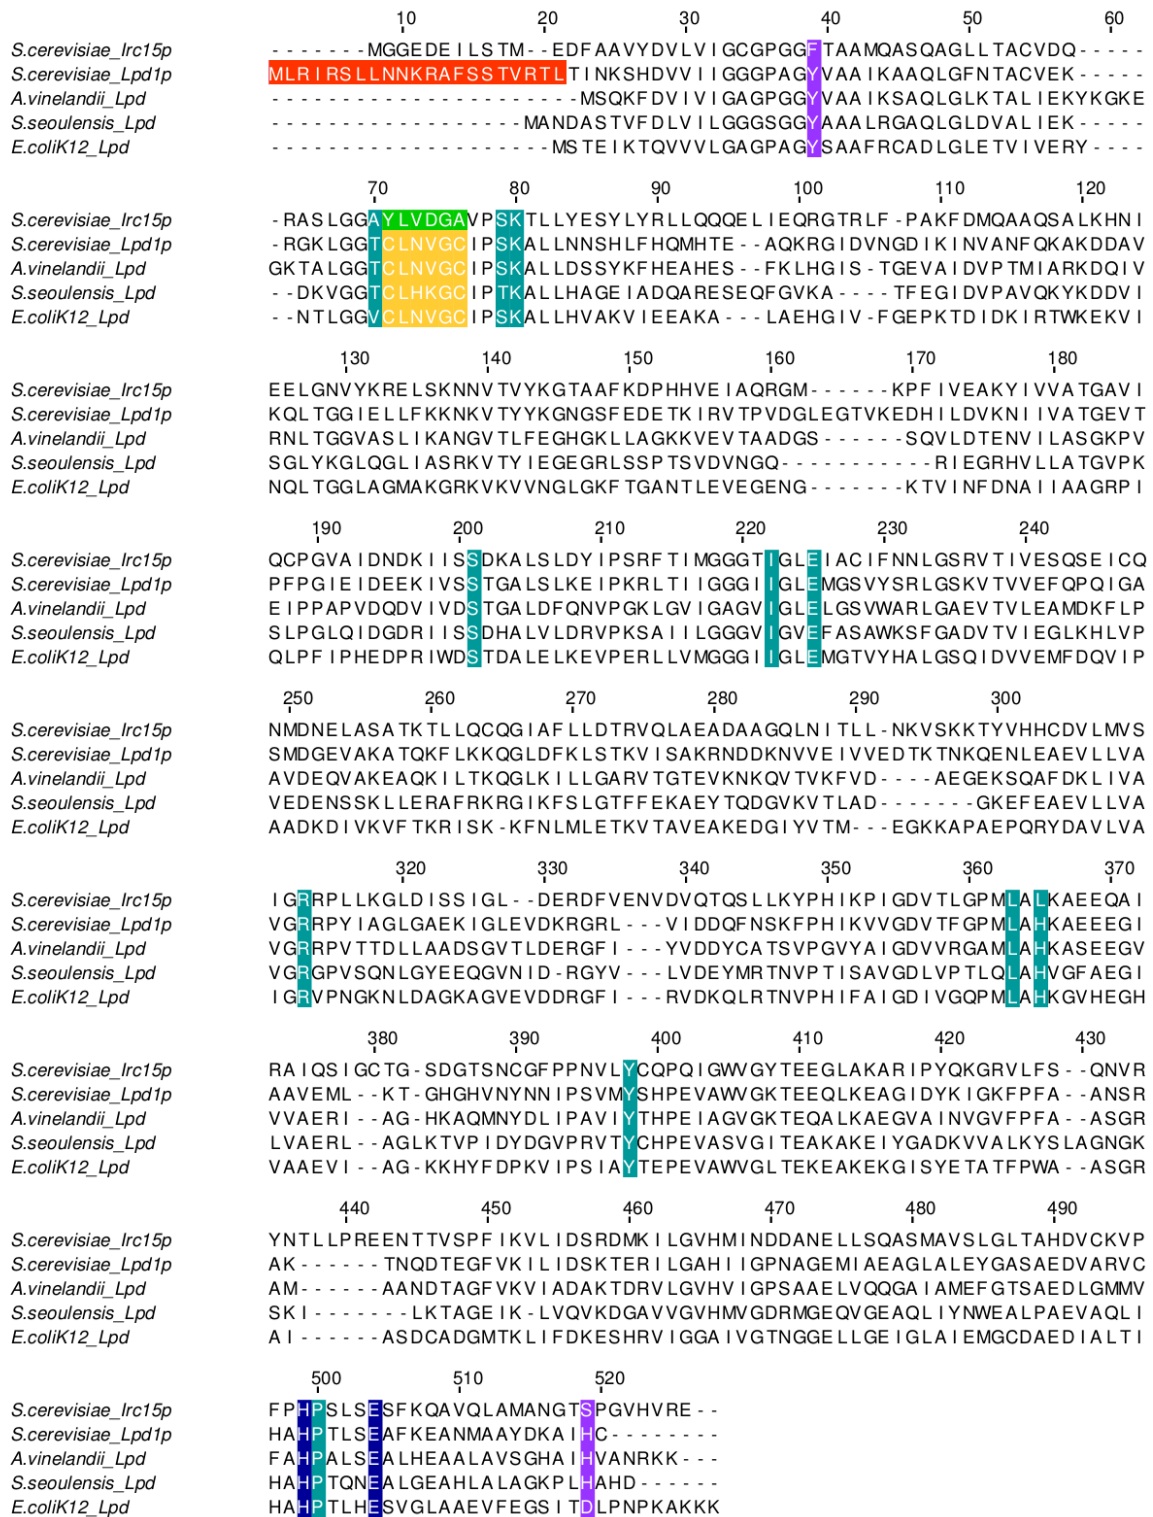 10 20 30 40 50 60
S.cerevisiae_Irc15p - - - - - - - MGGEDEILSTM--EDFAAVYDVLVIGCGPGGFTAAMQASQAGLLTACVDQ-----
S.cerevisiae_Lpd1p MLRIRSLLNNKRAFSSTVRTLTINKSHDVVIIGGGPAGYVAAIKAAQLGFNTACVEK-----
A.vinelandii_Lpd ----------------------MSQKFDVIVIGAGPGGYVAAIKSAQLGLKTALIEKYKGKE
S.seoulensis_Lpd ------------------MANDASTVFDLVILGGGSGGYAAALRGAQLGLDVALIEK-----
E.coliK12_Lpd --------------------MSTEIKTQVVVLGAGPAGYSAAFRCADLGLETVIVERY----
70 80 90 100 110 120
S.cerevisiae_Irc15p -RASLGGAYLVDGAVPSKTLLYESYLYRLLQQQELIEQRGTRLF-PAKFDMQAAQSALKHNI
S.cerevisiae_Lpd1p -RGKLGGTCLNVGCIPSKALLNNSHLFHQMHTE--AQKRGIDVNGDIKINVANFQKAKDDAV
A.vinelandii_Lpd GKTALGGTCLNVGCIPSKALLDSSYKFHEAHES--FKLHGIS-TGEVAIDVPTMIARKDQIV
S.seoulensis_Lpd --DKVGGTCLHKGCIPTKALLHAGEIADQARESEQFGVKA----TFEGIDVPAVQKYKDDVI
E.coliK12_Lpd --NTLGGVCLNVGCIPSKALLHVAKVIEEAKA---LAEHGIV-FGEPKTDIDKIRTWKEKVI
130 140 150 160 170 180
S.cerevisiae_Irc15p EELGNVYKRELSKNNVTVYKGTAAFKDPHHVEIAQRGM------KPFIVEAKYIVVATGAVI
S.cerevisiae_Lpd1p KQLTGGIELLFKKNKVTYYKGNGSFEDETKIRVTPVDGLEGTVKEDHILDVKNIIVATGEVT
A.vinelandii_Lpd RNLTGGVASLIKANGVTLFEGHGKLLAGKKVEVTAADGS------SQVLDTENVILASGKPV
S.seoulensis_Lpd SGLYKGLQGLIASRKVTYIEGEGRLSSPTSVDVNGQ-----------RIEGRHVLLATGVPK
E.coliK12_Lpd NQLTGGLAGMAKGRKVKVVNGLGKFTGANTLEVEGENG-------KTVINFDNAIIAAGRPI
190 200 210 220 230 240
S.cerevisiae_Irc15p QCPGVAIDNDKIISSDKALSLDYIPSRFTIMGGGTIGLEIACIFNNLGSRVTIVESQSEICQ
S.cerevisiae_Lpd1p PFPGIEIDEEKIVSSTGALSLKEIPKRLTIIGGGIIGLEMGSVYSRLGSKVTVVEFQPQIGA
A.vinelandii_Lpd EIPPAPVDQDVIVDSTGALDFQNVPGKLGVIGAGVIGLELGSVWARLGAEVTVLEAMDKFLP
S.seoulensis_Lpd SLPGLQIDGDRIISSDHALVLDRVPKSAIILGGGVIGVEFASAWKSFGADVTVIEGLKHLVP
E.coliK12_Lpd QLPFIPHEDPRIWDSTDALELKEVPERLLVMGGGIIGLEMGTVYHALGSQIDVVEMFDQVIP
250 260 270 280 290 300
S.cerevisiae_Irc15p NMDNELASATKTLLQCQGIAFLLDTRVQLAEADAAGQLNITLL-NKVSKKTYVHHCDVLMVS
S.cerevisiae_Lpd1p SMDGEVAKATQKFLKKQGLDFKLSTKVISAKRNDDKNVVEIVVEDTKTNKQENLEAEVLLVA
A.vinelandii_Lpd AVDEQVAKEAQKILTKQGLKILLGARVTGTEVKNKQVTVKFVD----AEGEKSQAFDKLIVA
S.seoulensis_Lpd VEDENSSKLLERAFRKRGIKFSLGTFFEKAEYTQDGVKVTLAD-------GKEFEAEVLLVA
E.coliK12_Lpd AADKDIVKVFTKRISK-KFNLMLETKVTAVEAKEDGIYVTM---EGKKAPAEPQRYDAVLVA
320 330 340 350 360 370
S.cerevisiae_Irc15p IGRRPLLKGLDISSIGL--DERDFVENVDVQTQSLLKYPHIKPIGDVTLGPMLALKAEEQAI
S.cerevisiae_Lpd1p VGRRPYIAGLGAEKIGLEVDKRGRL---VIDDQFNSKFPHIKVVGDVTFGPMLAHKAEEEGI
A.vinelandii_Lpd VGRRPVTTDLLAADSGVTLDERGFI---YVDDYCATSVPGVYAIGDVVRGAMLAHKASEEGV
S.seoulensis_Lpd VGRGPVSQNLGYEEQGVNID-RGYV---LVDEYMRTNVPTISAVGDLVPTLQLAHVGFAEGI
E.coliK12_Lpd IGRVPNGKNLDAGKAGVEVDDRGFI---RVDKQLRTNVPHIFAIGDIVGQPMLAHKGVHEGH
380 390 400 410 420 430
S.cerevisiae_Irc15p RAIQSIGCTG-SDGTSNCGFPPNVLYCQPQIGWVGYTEEGLAKARIPYQKGRVLFS--QNVR
S.cerevisiae_Lpd1p AAVEML--KT-GHGHVNYNNIPSVMYSHPEVAWVGKTEEQLKEAGIDYKIGKFPFA--ANSR
A.vinelandii_Lpd VVAERI--AG-HKAQMNYDLIPAVIYTHPEIAGVGKTEQALKAEGVAINVGVFPFA--ASGR
S.seoulensis_Lpd LVAERL--AGLKTVPIDYDGVPRVTYCHPEVASVGITEAKAKEIYGADKVVALKYSLAGNGK
E.coliK12_Lpd VAAEVI--AG-KKHYFDPKVIPSIAYTEPEVAWVGLTEKEAKEKGISYETATFPWA--ASGR
440 450 460 470 480 490
S.cerevisiae_Irc15p YNTLLPREENTTVSPFIKVLIDSRDMKILGVHMINDDANELLSQASMAVSLGLTAHDVCKVP
S.cerevisiae_Lpd1p AK------TNQDTEGFVKILIDSKTERILGAHIIGPNAGEMIAEAGLALEYGASAEDVARVC
A.vinelandii_Lpd AM------AANDTAGFVKVIADAKTDRVLGVHVIGPSAAELVQQGAIAMEFGTSAEDLGMMV
S.seoulensis_Lpd SKI-------LKTAGEIK-LVQVKDGAVVGVHMVGDRMGEQVGEAQLIYNWEALPAEVAQLI
E.coliK12_Lpd AI------ASDCADGMTKLIFDKESHRVIGGAIVGTNGGELLGEIGLAIEMGCDAEDIALTI
500 510 520
S.cerevisiae_Irc15p FPHPSLSESFKQAVQLAMANGTSPGVHVRE--
S.cerevisiae_Lpd1p HAHPTLSEAFKEANMAAYDKAIHC--------
A.vinelandii_Lpd FAHPALSEALHEAALAVSGHAIHVANRKK---
S.seoulensis_Lpd HAHPTQNEALGEAHLALAGKPLHAHD------
E.coliK12_Lpd HAHPTLHESVGLAAEVFEGSITDLPNPKAKKK